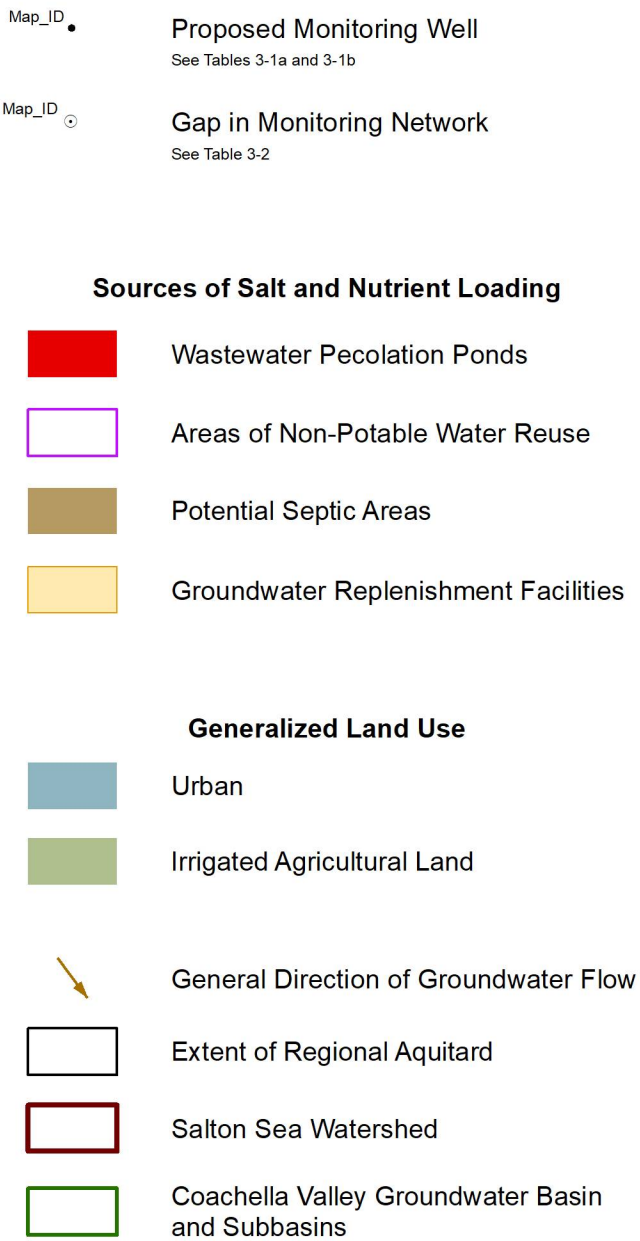 Map_ID
Proposed Monitoring Well
See Tables 3-1a and 3-1b
Map_ID
Gap in Monitoring Network
See Table 3-2
Sources of Salt and Nutrient Loading
Wastewater Pecolation Ponds
Areas of Non-Potable Water Reuse
Potential Septic Areas
Groundwater Replenishment Facilities
Generalized Land Use
Urban
Irrigated Agricultural Land
General Direction of Groundwater Flow
Extent of Regional Aquitard
Salton Sea Watershed
Coachella Valley Groundwater Basin
and Subbasins